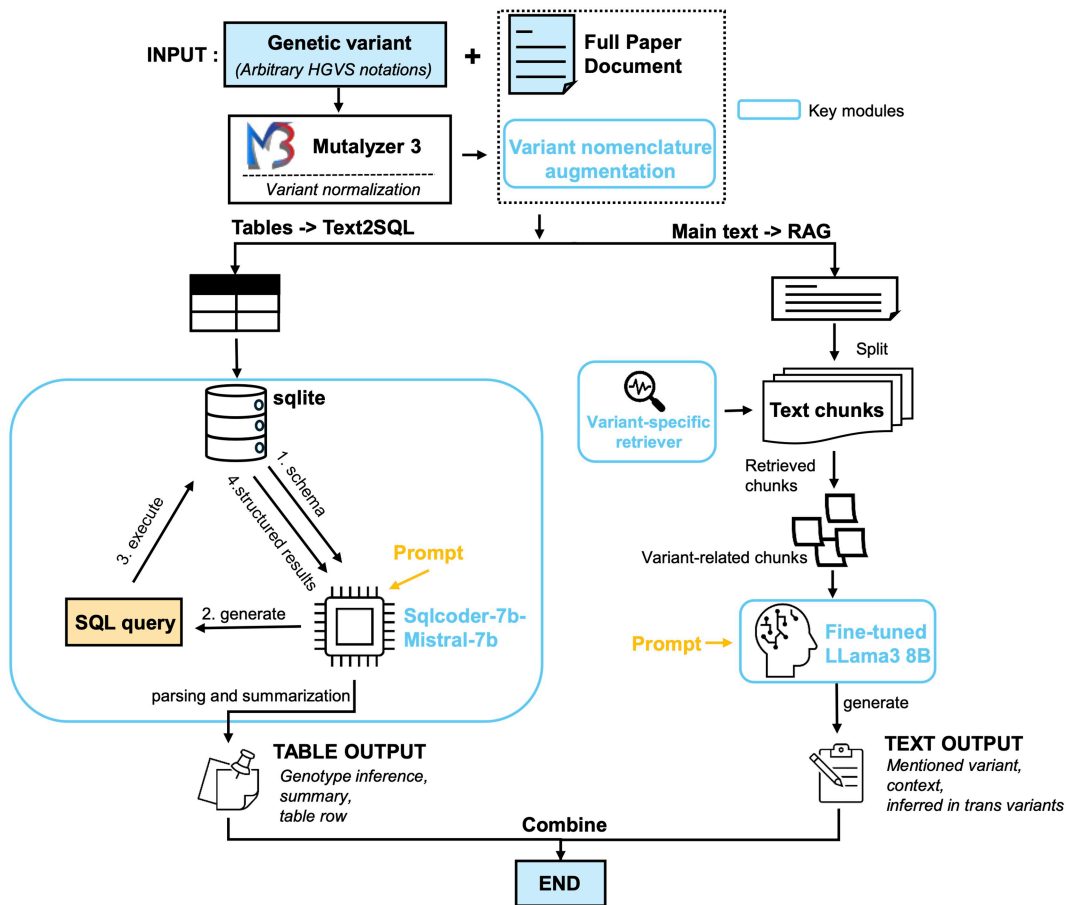 INPUT :
Genetic variant
(Arbitrary HGVS notations)
+
Full Paper
Document
Key modules
M3
Mutalyzer 3
Variant normalization
Variant nomenclature
augmentation
Tables -> Text2SQL
Main text -> RAG
Split
sqlite
Variant-specific
retriever
Text chunks
1. schema
4.structured results
3. execute
Retrieved
chunks
Variant-related chunks
Prompt
SQL query
2. generate
Sqlcoder-7b-
Mistral-7b
Prompt
Fine-tuned
LLama3 8B
parsing and summarization
generate
TABLE OUTPUT
Genotype inference,
summary,
table row
TEXT OUTPUT
Mentioned variant,
context,
inferred in trans variants
Combine
END